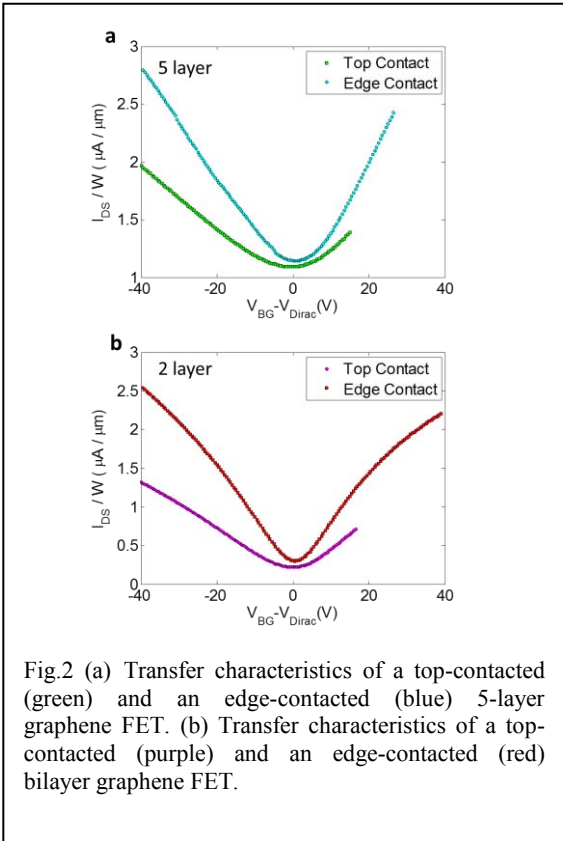 a
3
5 layer
Top Contact
Edge Contact
2.5
2
1.5
1
I_DS / W ( μA / μm)
-40 -20 0 20 40
V_BG-V_Dirac(V)
b
3
2 layer
Top Contact
Edge Contact
2.5
2
1.5
1
0.5
0
I_DS / W ( μA / μm)
-40 -20 0 20 40
V_BG-V_Dirac(V)
Fig.2 (a) Transfer characteristics of a top-contacted
(green) and an edge-contacted (blue) 5-layer
graphene FET. (b) Transfer characteristics of a top-
contacted (purple) and an edge-contacted (red)
bilayer graphene FET.